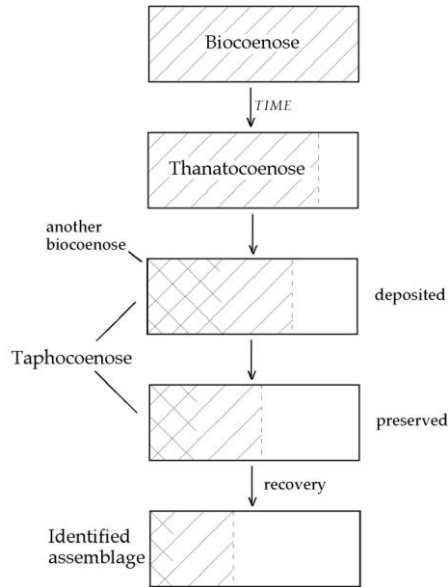 Biocoenose
TIME
Thanatocoenose
another
biocoenose
deposited
Taphocoenose
preserved
recovery
Identified
assemblage